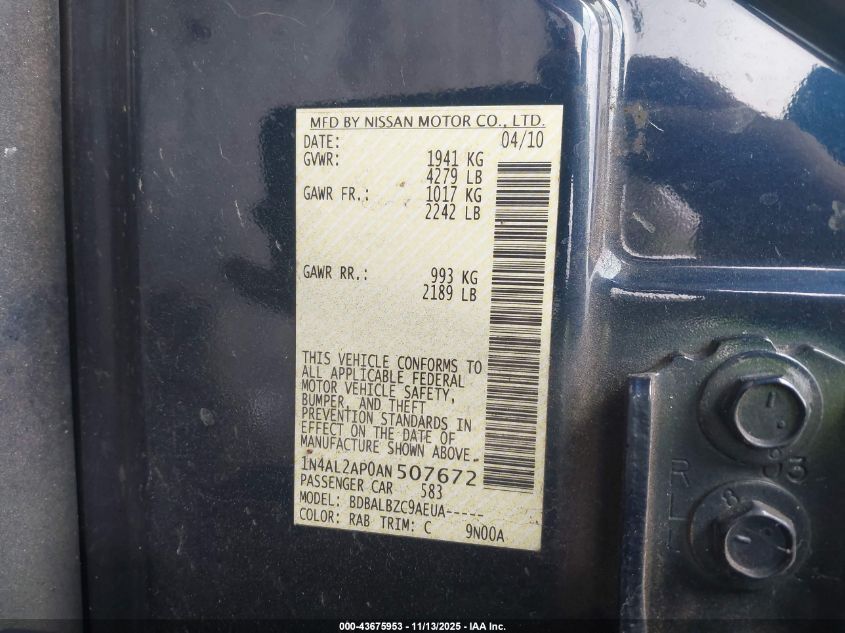 MFD BY NISSAN MOTOR CO., LTD.
DATE: 04/10
GVWR: 1941 KG
4279 LB
GAWR FR.: 1017 KG
2242 LB
GAWR RR.: 993 KG
2189 LB
THIS VEHICLE CONFORMS TO
ALL APPLICABLE FEDERAL
MOTOR VEHICLE SAFETY,
BUMPER, AND THEFT
PREVENTION STANDARDS IN
EFFECT ON THE DATE OF
MANUFACTURE SHOWN ABOVE.
1N4AL2AP0AN507672
PASSENGER CAR 583
MODEL: BDBALBZC9AEUA-----
COLOR: RAB TRIM: C 9N00A
R
L
8
000-43675953 - 11/13/2025 - IAA Inc.